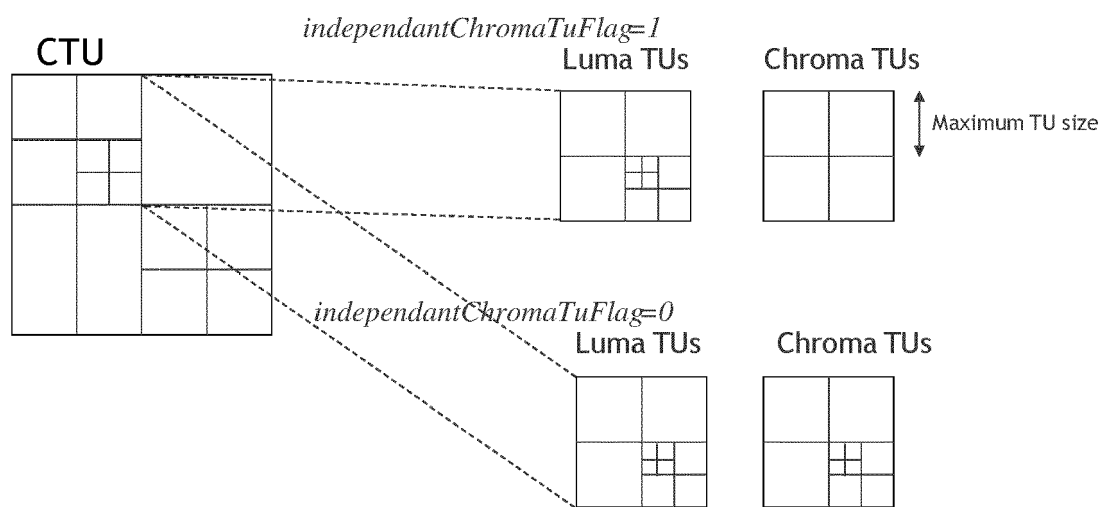 independantChromaTuFlag=1
CTU
Luma TUs
Chroma TUs
Maximum TU size
independantChromaTuFlag=0
Luma TUs
Chroma TUs